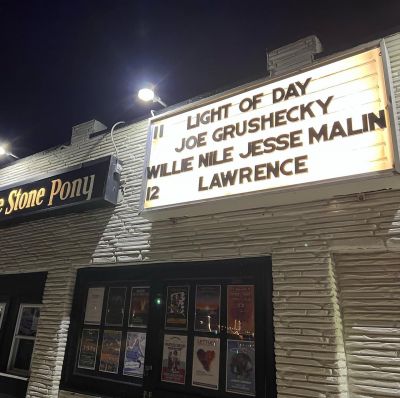 e Stone Pony
11 LIGHT OF DAY
JOE GRUSHECKY
WILLIE NILE JESSE MALIN
12 LAWRENCE